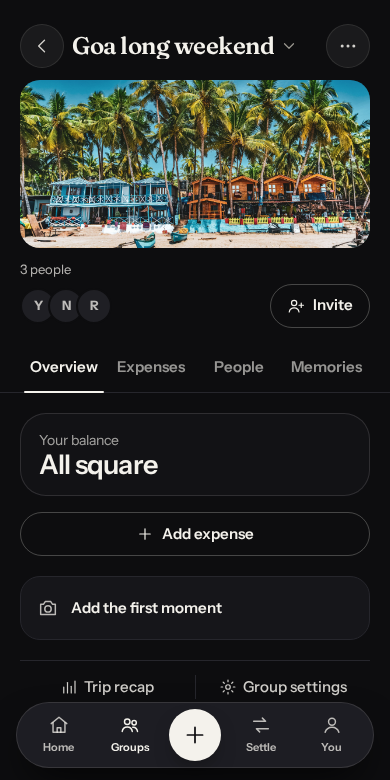 Goa long weekend
3 people
Y N R
Invite
Overview Expenses People Memories
Your balance
All square
Add expense
Add the first moment
Trip recap Group settings
Home Groups Settle You